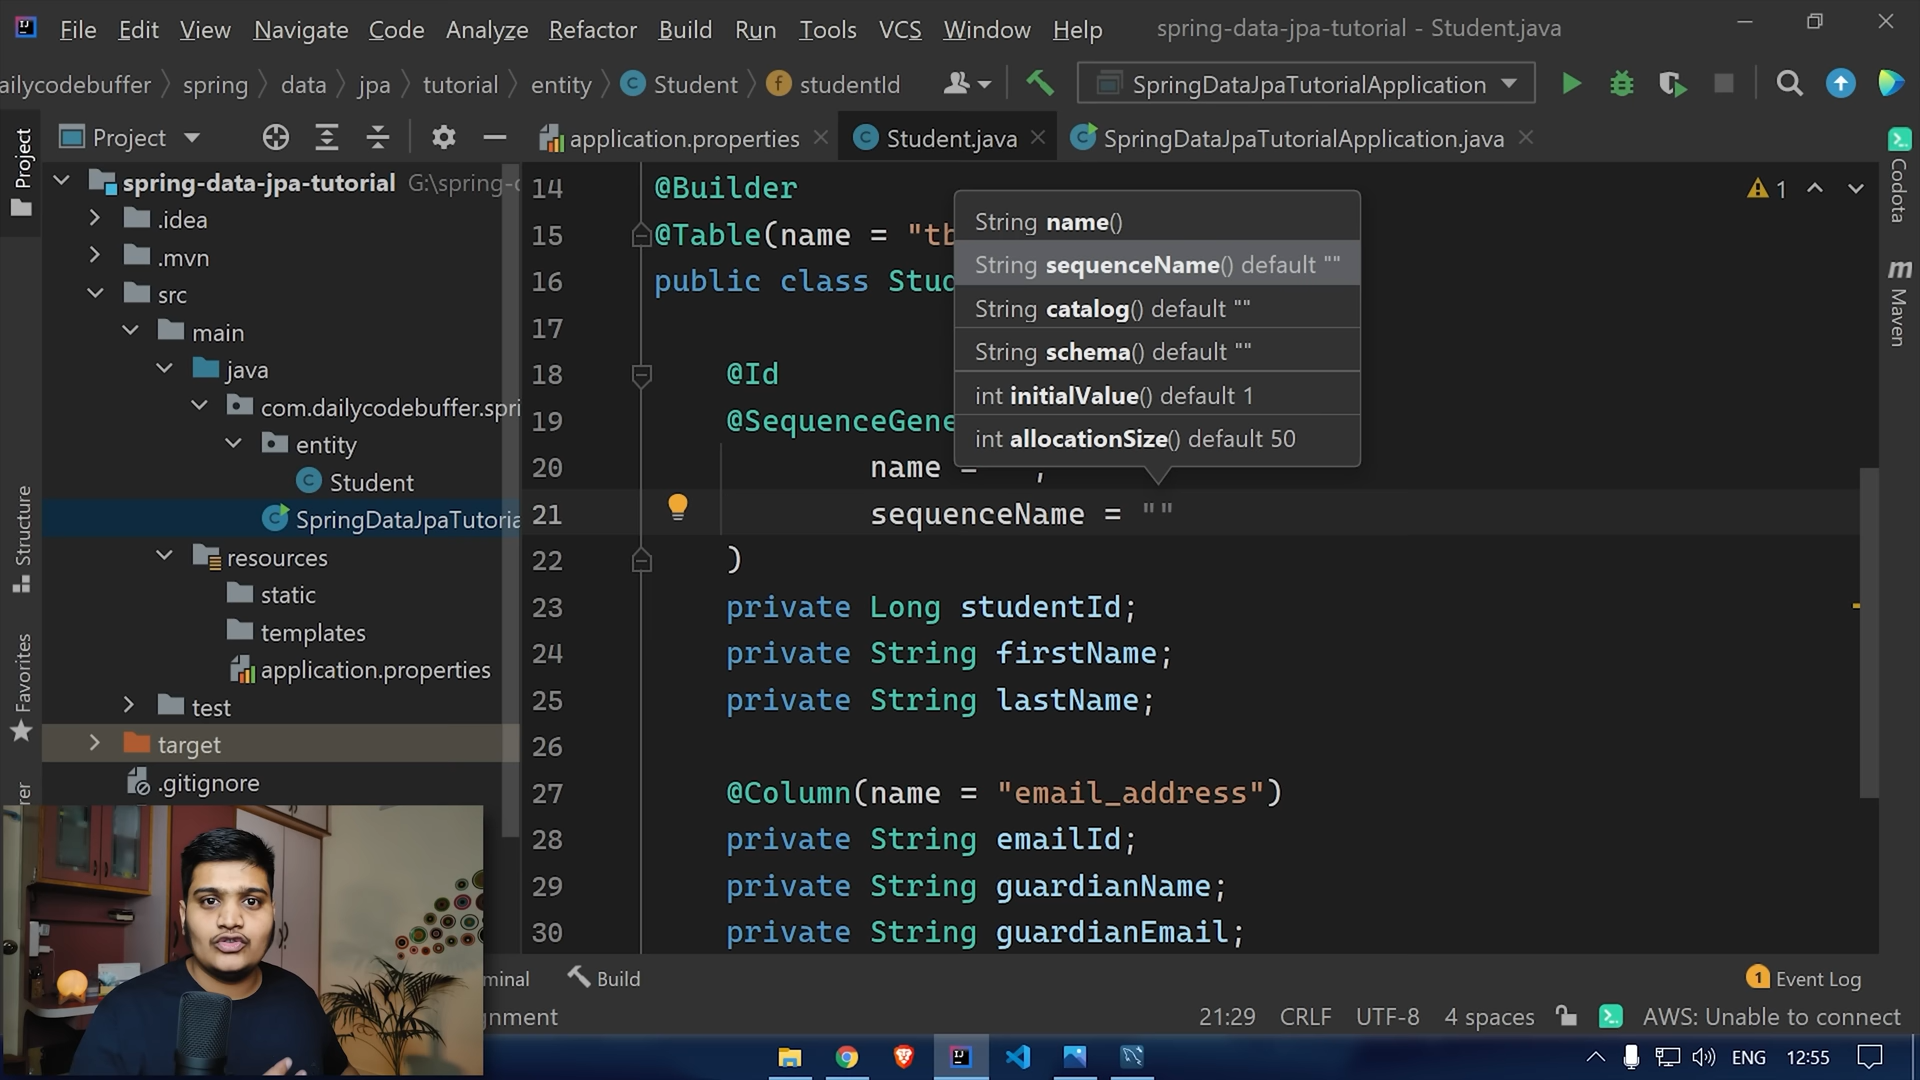 File Edit View Navigate Code Analyze Refactor Build Run Tools VCS Window Help spring-data-jpa-tutorial - Student.java
ailycodebuffer spring data jpa tutorial entity Student studentId SpringDataJpaTutorialApplication
Project
application.properties Student.java SpringDataJpaTutorialApplication.java
Project
Structure
Favorites
rer
spring-data-jpa-tutorial G:\spring-
.idea
.mvn
src
main
java
com.dailycodebuffer.spri
entity
Student
SpringDataJpaTutoria
resources
static
templates
application.properties
test
target
.gitignore
14 @Builder
15 @Table(name = "tb
16 public class Stud
17
18 @Id
19 @SequenceGene
20 name = ,
21 sequenceName = ""
22 )
23 private Long studentId;
24 private String firstName;
25 private String lastName;
26
27 @Column(name = "email_address")
28 private String emailId;
29 private String guardianName;
30 private String guardianEmail;
String name()
String sequenceName() default ""
String catalog() default ""
String schema() default ""
int initialValue() default 1
int allocationSize() default 50
1
Codota
m Maven
minal Build 1 Event Log
gnment 21:29 CRLF UTF-8 4 spaces AWS: Unable to connect
ENG 12:55